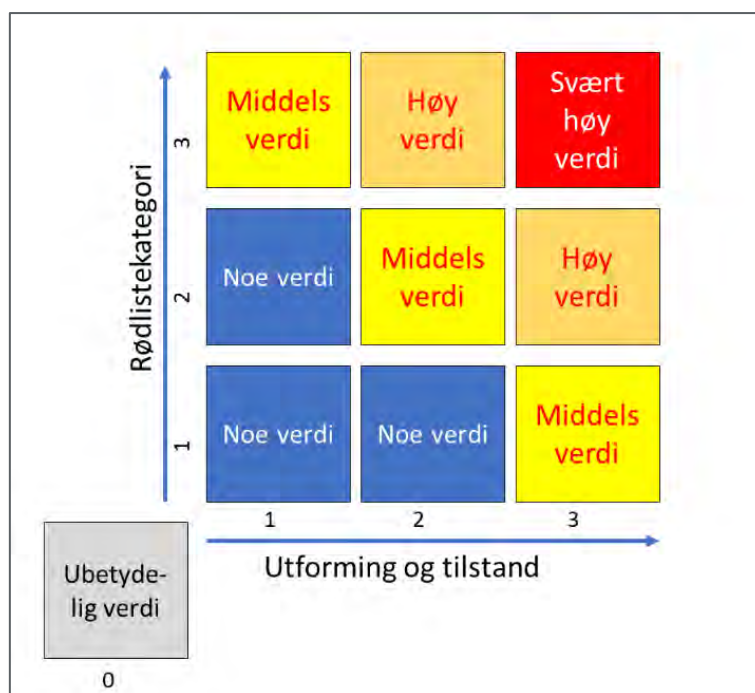 Rødlistekategori
3
Middels
verdi
Høy
verdi
Svært
høy
verdi
2
Noe verdi
Middels
verdi
Høy
verdi
1
Noe verdi
Noe verdi
Middels
verdi
1
2
3
Utforming og tilstand
Ubetyde-
lig verdi
0